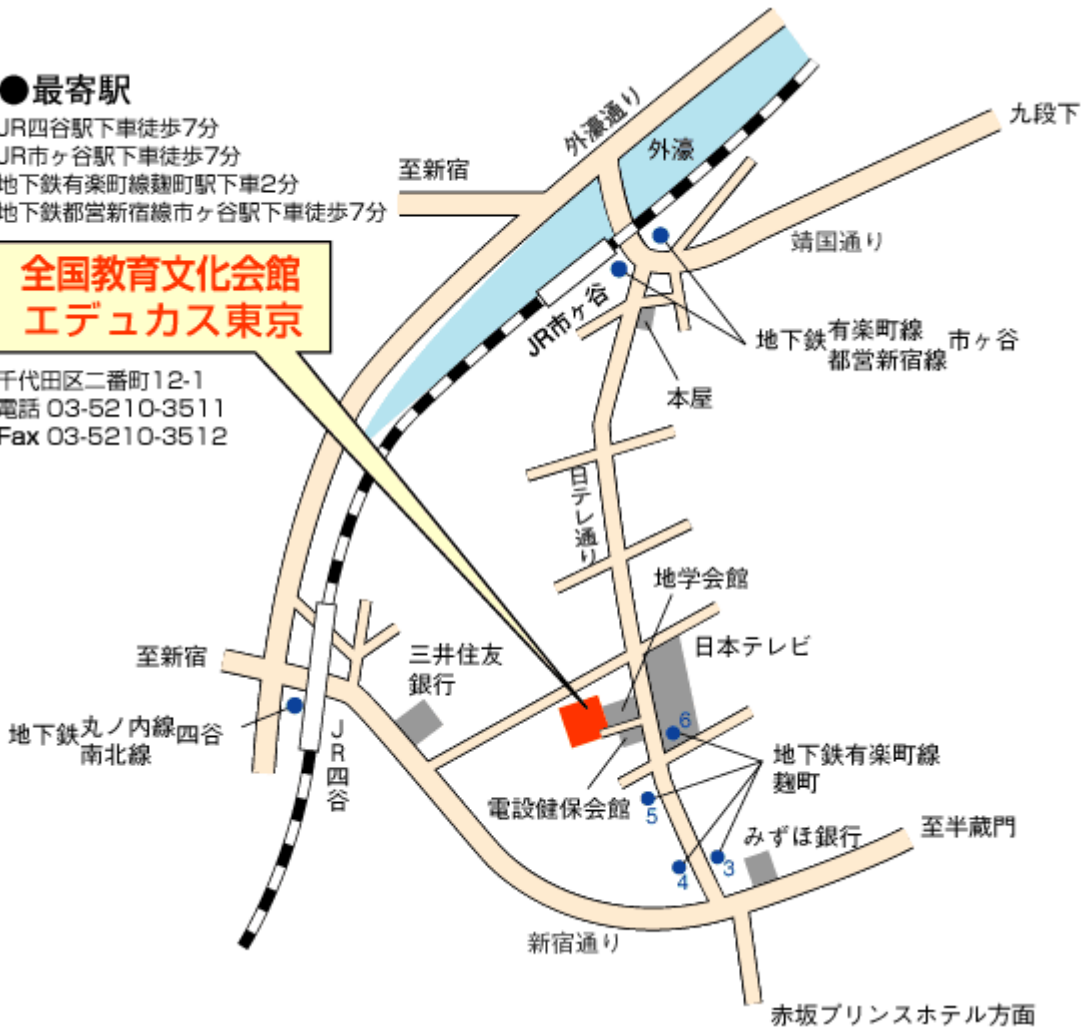 ●最寄駅
JR四谷駅下車徒歩7分
JR市ヶ谷駅下車徒歩7分
地下鉄有楽町線麹町駅下車2分
地下鉄都営新宿線市ヶ谷駅下車徒歩7分
全国教育文化会館
エデュカス東京
千代田区二番町12-1
電話 03-5210-3511
Fax 03-5210-3512
外濠通り
外濠
九段下
至新宿
靖国通り
JR市ヶ谷
地下鉄 有楽町線 市ヶ谷
都営新宿線
本屋
日テレ通り
地学会館
日本テレビ
至新宿
三井住友
銀行
地下鉄 丸ノ内線 四谷
南北線
JR四谷
6
地下鉄有楽町線
麹町
電設健保会館
5
みずほ銀行
至半蔵門
4
3
新宿通り
赤坂プリンスホテル方面